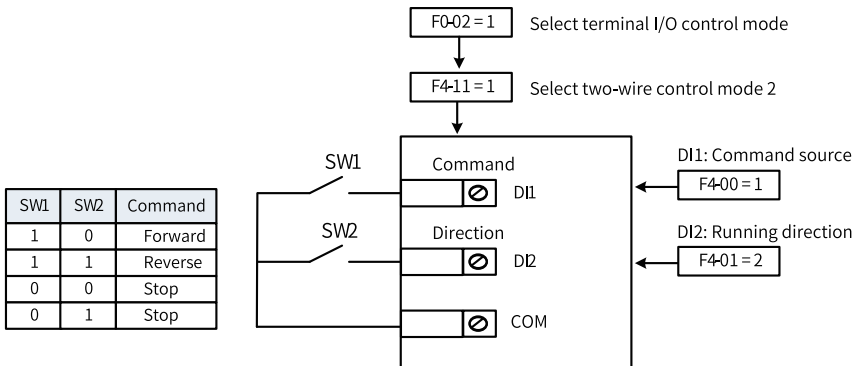 F0-02 = 1 Select terminal I/O control mode
F4-11 = 1 Select two-wire control mode 2
SW1 SW2 Command
1 0 Forward
1 1 Reverse
0 0 Stop
0 1 Stop
SW1
SW2
Command
DI1
Direction
DI2
COM
DI1: Command source
F4-00 = 1
DI2: Running direction
F4-01 = 2